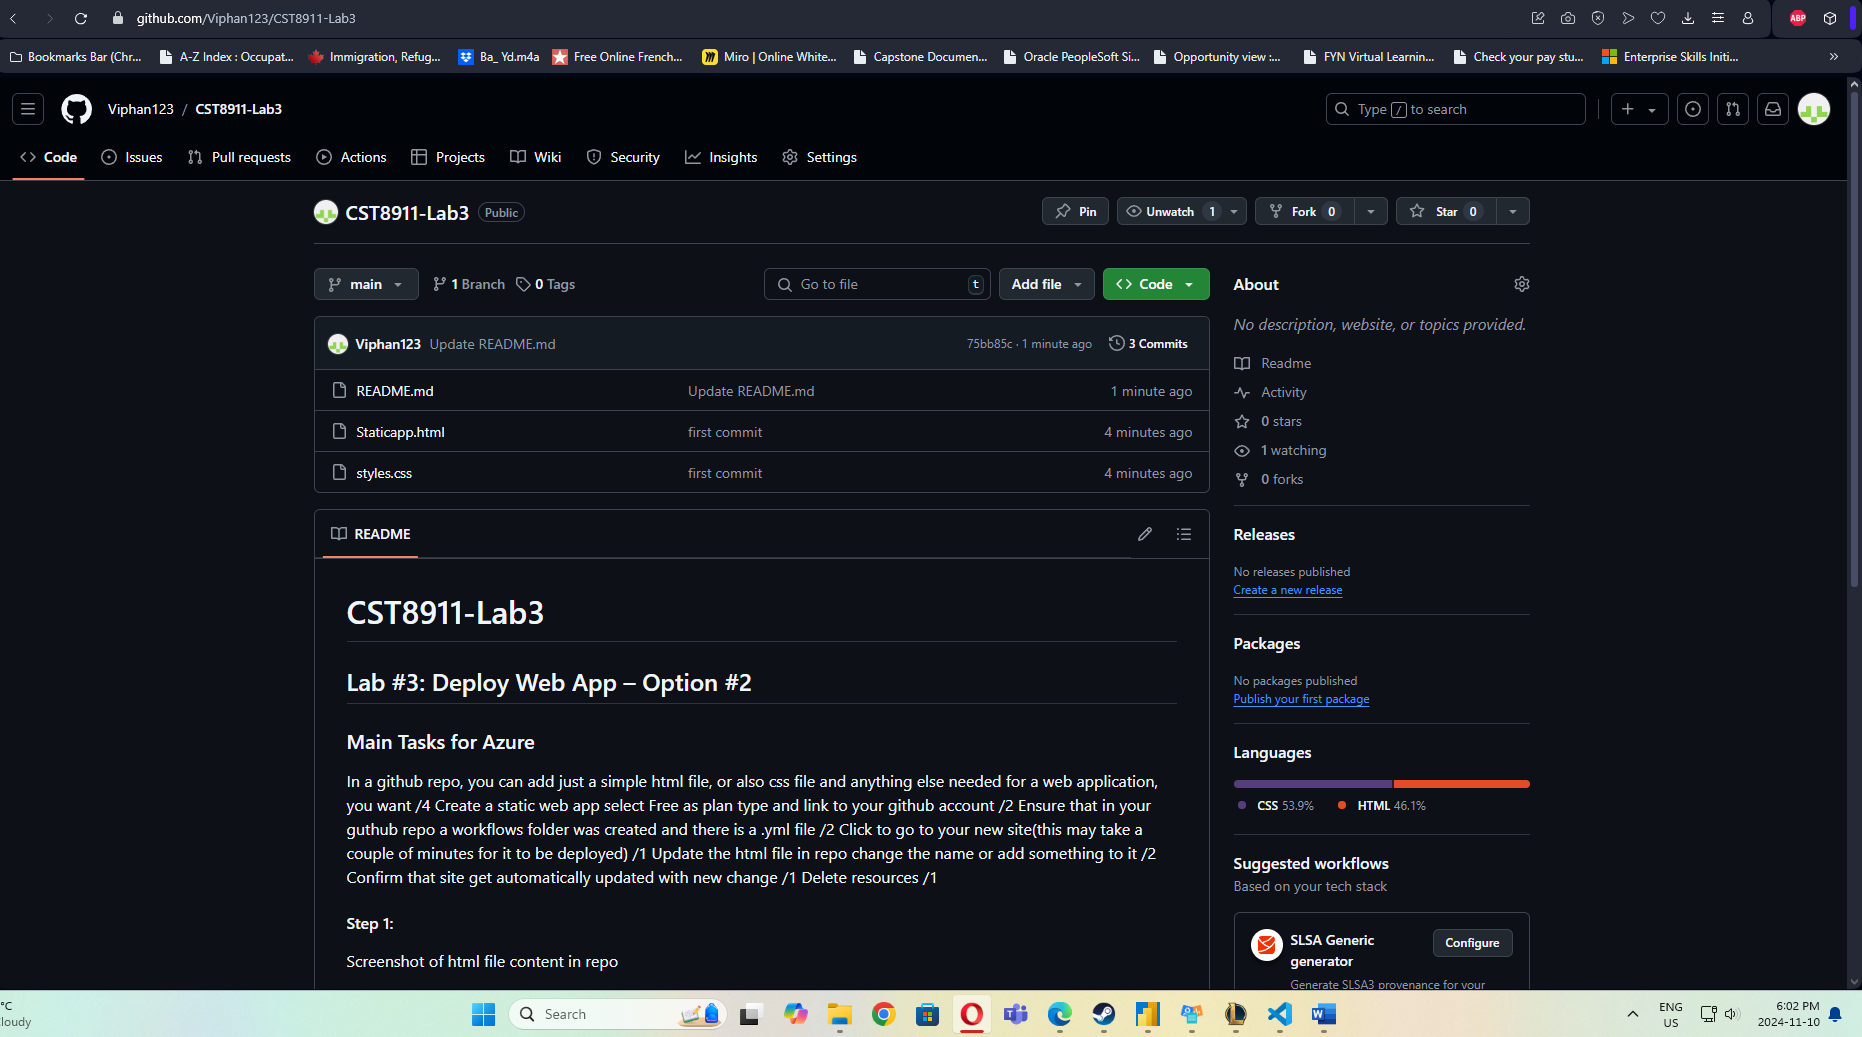 github.com/Viphan123/CST8911-Lab3
ABP
Bookmarks Bar (Chr...
A-Z Index : Occupat...
Immigration, Refug...
Ba_ Yd.m4a
Free Online French...
Miro | Online White...
Capstone Documen...
Oracle PeopleSoft Si...
Opportunity view :...
FYN Virtual Learnin...
Check your pay stu...
Enterprise Skills Initi...
»
Viphan123 / CST8911-Lab3
Type / to search
Code
Issues
Pull requests
Actions
Projects
Wiki
Security
Insights
Settings
CST8911-Lab3 Public
Pin
Unwatch 1
Fork 0
Star 0
main
1 Branch
0 Tags
Go to file t
Add file
Code
Viphan123 Update README.md 75bb85c · 1 minute ago 3 Commits
README.md Update README.md 1 minute ago
Staticapp.html first commit 4 minutes ago
styles.css first commit 4 minutes ago
README
CST8911-Lab3
Lab #3: Deploy Web App – Option #2
Main Tasks for Azure
In a github repo, you can add just a simple html file, or also css file and anything else needed for a web application,
you want /4 Create a static web app select Free as plan type and link to your github account /2 Ensure that in your
guthub repo a workflows folder was created and there is a .yml file /2 Click to go to your new site(this may take a
couple of minutes for it to be deployed) /1 Update the html file in repo change the name or add something to it /2
Confirm that site get automatically updated with new change /1 Delete resources /1
Step 1:
Screenshot of html file content in repo
About
No description, website, or topics provided.
Readme
Activity
0 stars
1 watching
0 forks
Releases
No releases published
Create a new release
Packages
No packages published
Publish your first package
Languages
CSS 53.9%
HTML 46.1%
Suggested workflows
Based on your tech stack
SLSA Generic
generator
Configure
Generate SLSA3 provenance for your
°C
loudy
Search
ENG
US
6:02 PM
2024-11-10